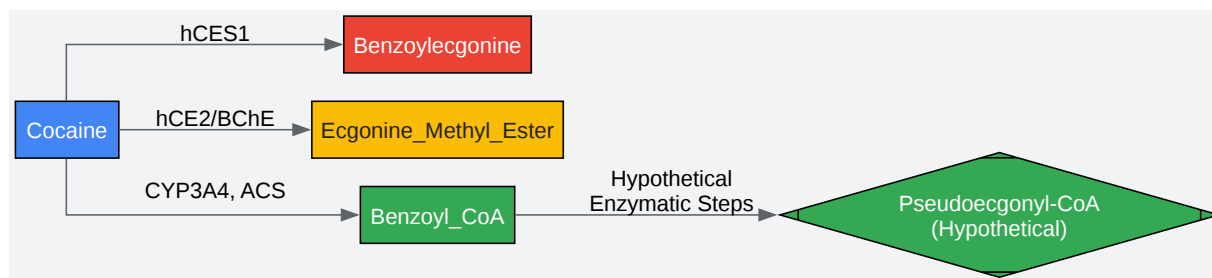 hCES1
Benzoylecgonine
Cocaine
hCE2/BChE
Ecgonine_Methyl_Ester
CYP3A4, ACS
Benzoyl_CoA
Hypothetical
Enzymatic Steps
Pseudoecgonyl-CoA
(Hypothetical)